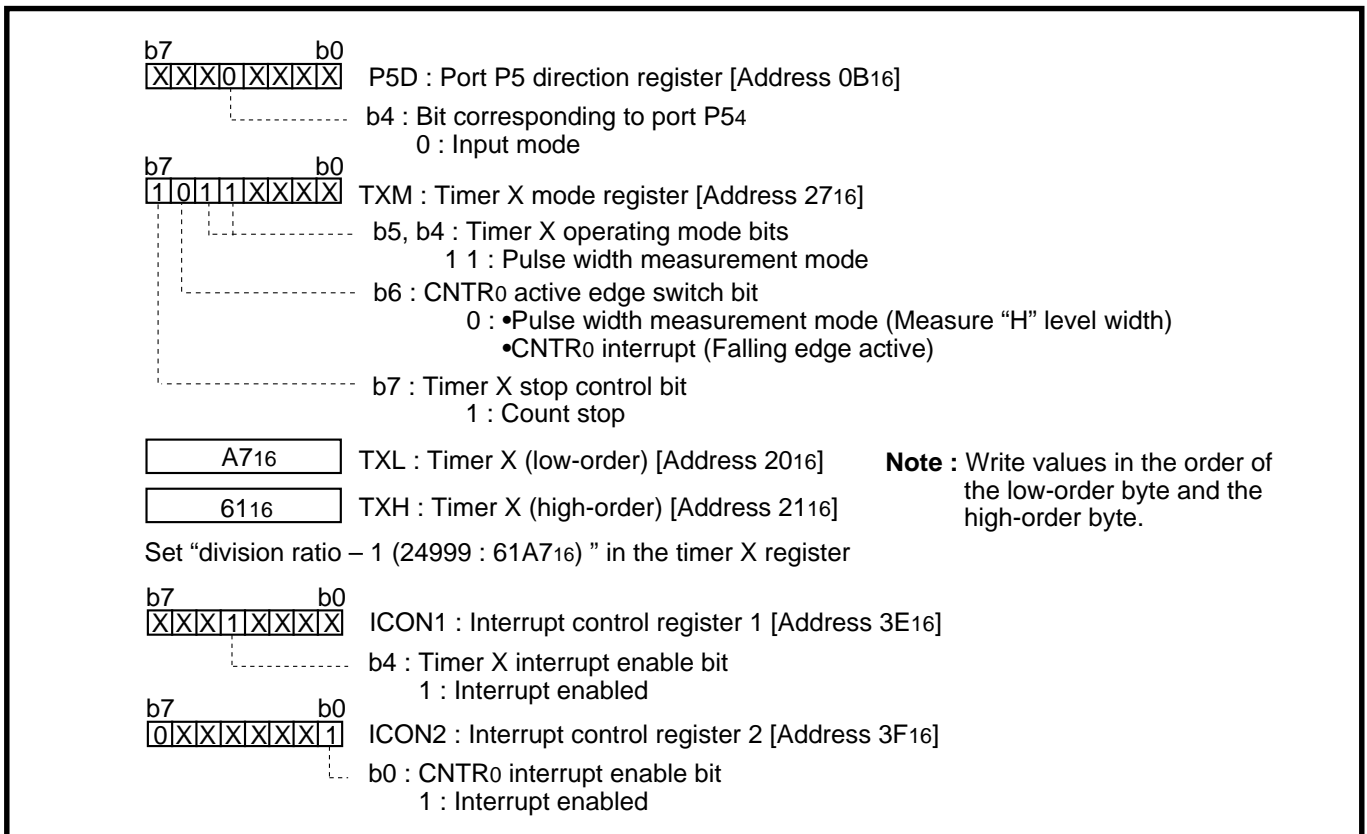 b7 b0
X X X 0 X X X X P5D : Port P5 direction register [Address 0B16]
b4 : Bit corresponding to port P54
0 : Input mode
b7 b0
1 0 1 1 X X X X TXM : Timer X mode register [Address 2716]
b5, b4 : Timer X operating mode bits
1 1 : Pulse width measurement mode
b6 : CNTR0 active edge switch bit
0 : •Pulse width measurement mode (Measure “H” level width)
•CNTR0 interrupt (Falling edge active)
b7 : Timer X stop control bit
1 : Count stop
A716 TXL : Timer X (low-order) [Address 2016]
6116 TXH : Timer X (high-order) [Address 2116]
Note : Write values in the order of
the low-order byte and the
high-order byte.
Set “division ratio – 1 (24999 : 61A716) ” in the timer X register
b7 b0
X X X 1 X X X X ICON1 : Interrupt control register 1 [Address 3E16]
b4 : Timer X interrupt enable bit
1 : Interrupt enabled
b7 b0
0 X X X X X X 1 ICON2 : Interrupt control register 2 [Address 3F16]
b0 : CNTR0 interrupt enable bit
1 : Interrupt enabled